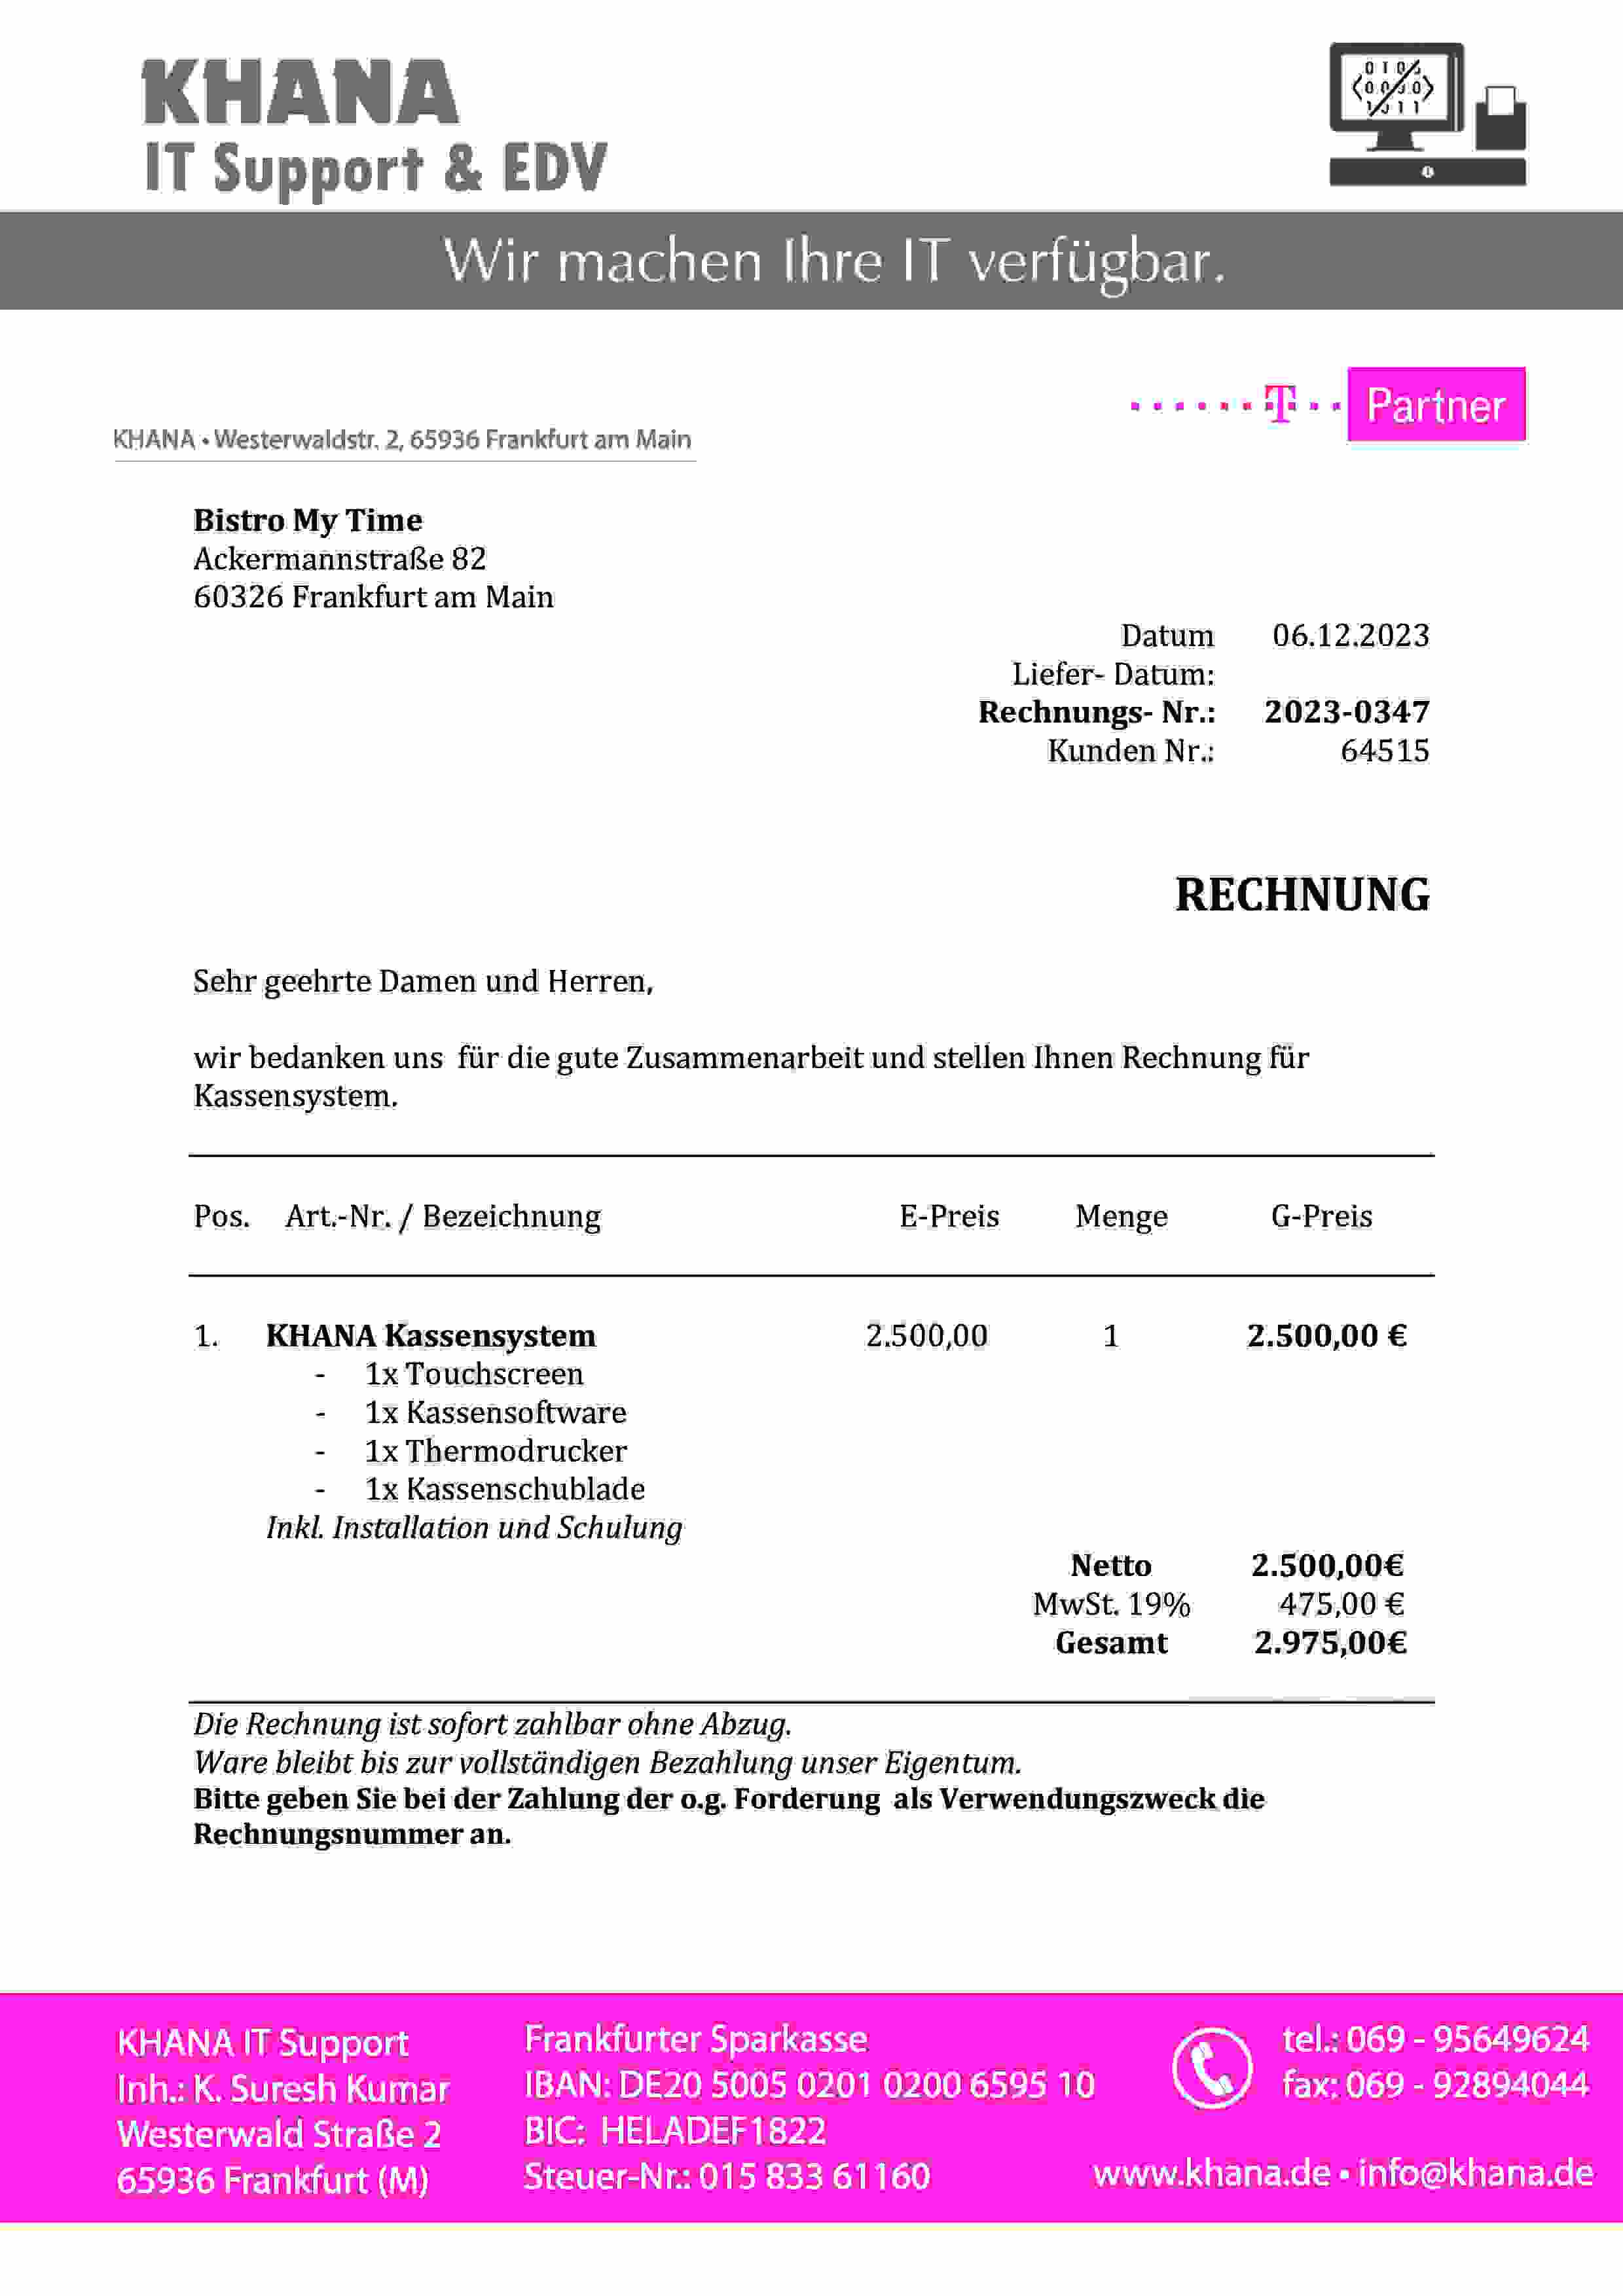 KHANA
IT Support & EDV
Wir machen Ihre IT verfügbar.
T Partner
KHANA • Westerwaldstr. 2, 65936 Frankfurt am Main
Bistro My Time
Ackermannstraße 82
60326 Frankfurt am Main
Datum 06.12.2023
Liefer- Datum:
Rechnungs- Nr.: 2023-0347
Kunden Nr.: 64515
RECHNUNG
Sehr geehrte Damen und Herren,
wir bedanken uns für die gute Zusammenarbeit und stellen Ihnen Rechnung für
Kassensystem.
Pos. Art.-Nr. / Bezeichnung E-Preis Menge G-Preis
1. KHANA Kassensystem 2.500,00 1 2.500,00 €
- 1x Touchscreen
- 1x Kassensoftware
- 1x Thermodrucker
- 1x Kassenschublade
Inkl. Installation und Schulung
Netto 2.500,00€
MwSt. 19% 475,00 €
Gesamt 2.975,00€
Die Rechnung ist sofort zahlbar ohne Abzug.
Ware bleibt bis zur vollständigen Bezahlung unser Eigentum.
Bitte geben Sie bei der Zahlung der o.g. Forderung als Verwendungszweck die
Rechnungsnummer an.
KHANA IT Support
Inh.: K. Suresh Kumar
Westerwald Straße 2
65936 Frankfurt (M)
Frankfurter Sparkasse
IBAN: DE20 5005 0201 0200 6595 10
BIC: HELADEF1822
Steuer-Nr.: 015 833 61160
tel.: 069 - 95649624
fax: 069 - 92894044
www.khana.de • info@khana.de